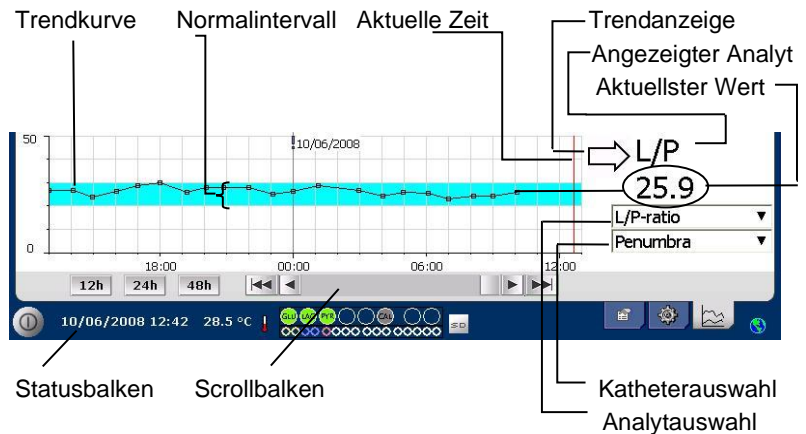 Trendkurve Normalintervall Aktuelle Zeit Trendanzeige
Angezeigter Analyt
Aktuellster Wert
50
10/06/2008
L/P
25.9
L/P-ratio
Penumbra
0
18:00 00:00 06:00 12:00
12h 24h 48h
10/06/2008 12:42 28.5 °C GLU LAC PYR CAL SD
Statusbalken Scrollbalken Katheterauswahl
Analytauswahl